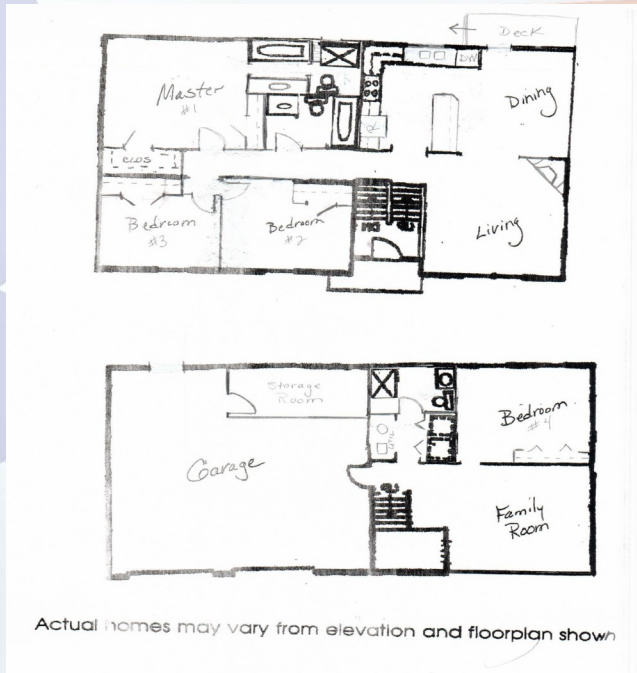 Deck
DW
Master
#1
Dining
clos
Bedroom
#3
Bedroom
#2
Living
Storage
Room
Bedroom
#4
Garage
Family
Room
Actual homes may vary from elevation and floorplan shown